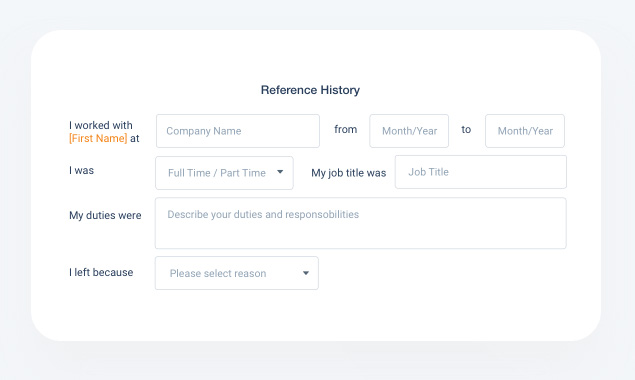 Reference History
I worked with
[First Name] at
Company Name
from
Month/Year
to
Month/Year
I was
Full Time / Part Time
My job title was
Job Title
My duties were
Describe your duties and responsobilities
I left because
Please select reason